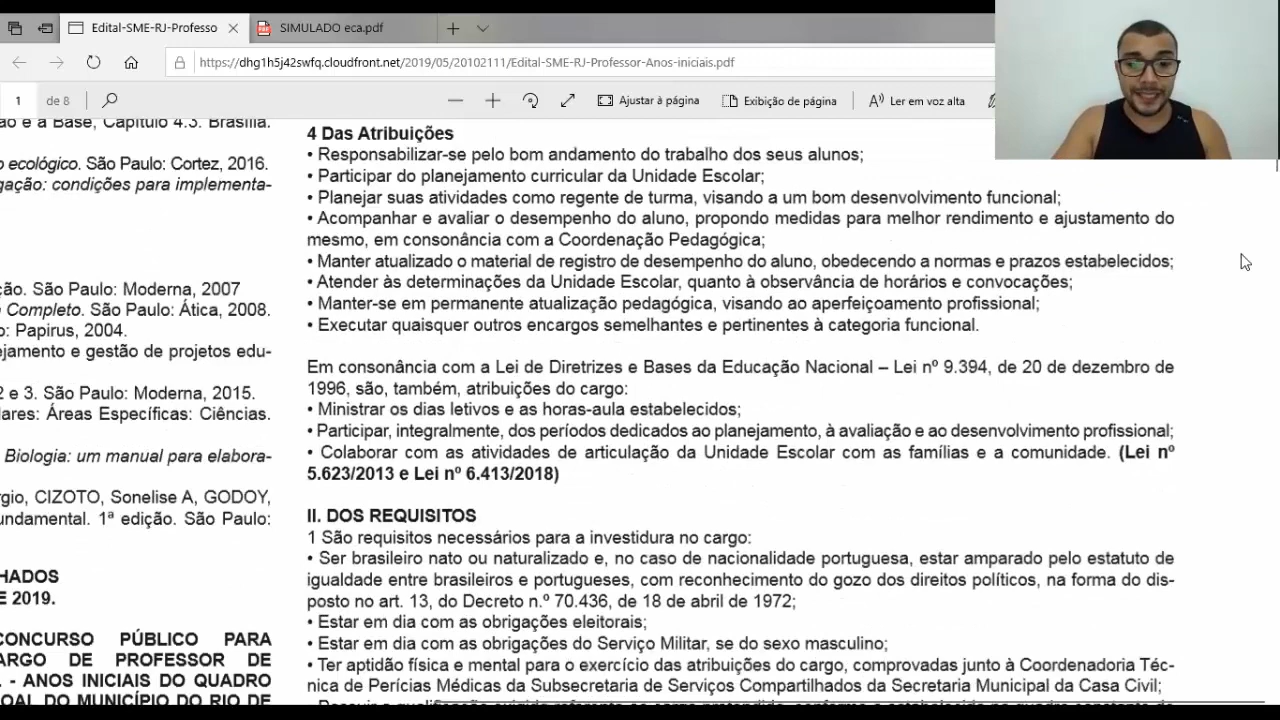 Edital-SME-RJ-Professo
SIMULADO eca.pdf
https://dhg1h5j42swfq.cloudfront.net/2019/05/20102111/Edital-SME-RJ-Professor-Anos-iniciais.pdf
1 de 8
Ajustar à página
Exibição de página
Ler em voz alta
ão e a Base, Capítulo 4.3. Brasília.
o ecológico. São Paulo: Cortez, 2016.
gação: condições para implementa-
ção. São Paulo: Moderna, 2007
Completo. São Paulo: Ática, 2008.
o: Papirus, 2004.
ejamento e gestão de projetos edu-
2 e 3. São Paulo: Moderna, 2015.
lares: Áreas Específicas: Ciências.
Biologia: um manual para elabora-
rgio, CIZOTO, Sonelise A, GODOY,
undamental. 1ª edição. São Paulo:
HADOS
E 2019.
CONCURSO PÚBLICO PARA
ARGO DE PROFESSOR DE
- ANOS INICIAIS DO QUADRO
OAL DO MUNICÍPIO DO RIO DE
4 Das Atribuições
• Responsabilizar-se pelo bom andamento do trabalho dos seus alunos;
• Participar do planejamento curricular da Unidade Escolar;
• Planejar suas atividades como regente de turma, visando a um bom desenvolvimento funcional;
• Acompanhar e avaliar o desempenho do aluno, propondo medidas para melhor rendimento e ajustamento do
mesmo, em consonância com a Coordenação Pedagógica;
• Manter atualizado o material de registro de desempenho do aluno, obedecendo a normas e prazos estabelecidos;
• Atender às determinações da Unidade Escolar, quanto à observância de horários e convocações;
• Manter-se em permanente atualização pedagógica, visando ao aperfeiçoamento profissional;
• Executar quaisquer outros encargos semelhantes e pertinentes à categoria funcional.
Em consonância com a Lei de Diretrizes e Bases da Educação Nacional – Lei nº 9.394, de 20 de dezembro de
1996, são, também, atribuições do cargo:
• Ministrar os dias letivos e as horas-aula estabelecidos;
• Participar, integralmente, dos períodos dedicados ao planejamento, à avaliação e ao desenvolvimento profissional;
• Colaborar com as atividades de articulação da Unidade Escolar com as famílias e a comunidade. (Lei nº
5.623/2013 e Lei nº 6.413/2018)
II. DOS REQUISITOS
1 São requisitos necessários para a investidura no cargo:
• Ser brasileiro nato ou naturalizado e, no caso de nacionalidade portuguesa, estar amparado pelo estatuto de
igualdade entre brasileiros e portugueses, com reconhecimento do gozo dos direitos políticos, na forma do dis-
posto no art. 13, do Decreto n.º 70.436, de 18 de abril de 1972;
• Estar em dia com as obrigações eleitorais;
• Estar em dia com as obrigações do Serviço Militar, se do sexo masculino;
• Ter aptidão física e mental para o exercício das atribuições do cargo, comprovadas junto à Coordenadoria Téc-
nica de Perícias Médicas da Subsecretaria de Serviços Compartilhados da Secretaria Municipal da Casa Civil;